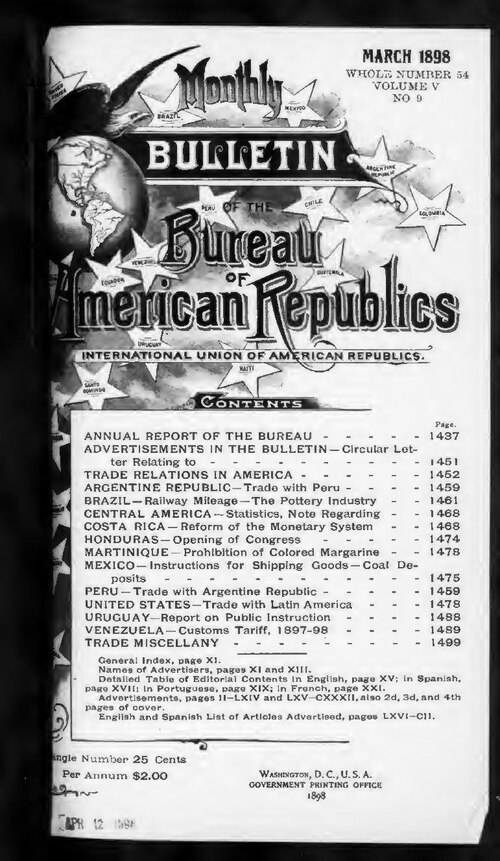 MARCH 1898
WHOLE NUMBER 54
VOLUME V
NO 9
UNITED STATES
Monthly
BRAZIL
MEXICO
BULLETIN
ARGENTINE REPUBLIC
PERU
OF THE
CHILE
COLOMBIA
Bureau
OF
ECUADOR
GUATEMALA
American Republics
URUGUAY
INTERNATIONAL UNION OF AMERICAN REPUBLICS.
HAITI
SANTO DOMINGO
CONTENTS
Page.
ANNUAL REPORT OF THE BUREAU - - - - - 1437
ADVERTISEMENTS IN THE BULLETIN—Circular Let-
ter Relating to - - - - - - - - - - 1451
TRADE RELATIONS IN AMERICA - - - - - - 1452
ARGENTINE REPUBLIC—Trade with Peru - - - - 1459
BRAZIL—Railway Mileage—The Pottery Industry - - 1461
CENTRAL AMERICA—Statistics, Note Regarding - - 1468
COSTA RICA—Reform of the Monetary System - - 1468
HONDURAS—Opening of Congress - - - - - 1474
MARTINIQUE—Prohibition of Colored Margarine - - 1478
MEXICO—Instructions for Shipping Goods—Coal De-
posits - - - - - - - - - - - - 1475
PERU—Trade with Argentine Republic - - - - - 1459
UNITED STATES—Trade with Latin America - - - 1478
URUGUAY—Report on Public Instruction - - - - 1488
VENEZUELA—Customs Tariff, 1897-98 - - - - 1489
TRADE MISCELLANY - - - - - - - - - 1499
General Index, page XI.
Names of Advertisers, pages XI and XIII.
Detailed Table of Editorial Contents in English, page XV; in Spanish,
page XVII; in Portuguese, page XIX; in French, page XXI.
Advertisements, pages II-LXIV and LXV-CXXXII, also 2d, 3d, and 4th
pages of cover.
English and Spanish List of Articles Advertised, pages LXVI-CII.
ingle Number 25 Cents
Per Annum $2.00
WASHINGTON, D. C., U. S. A.
GOVERNMENT PRINTING OFFICE
1898
APR 12 1898